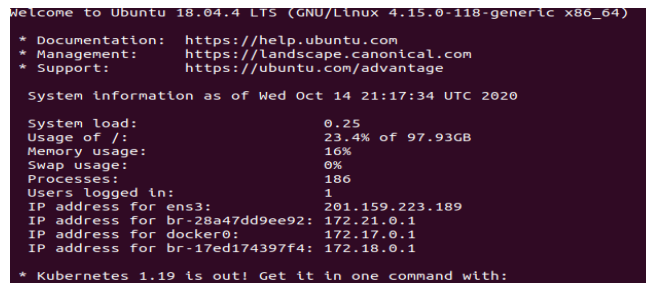 Welcome to Ubuntu 18.04.4 LTS (GNU/Linux 4.15.0-118-generic x86_64)
* Documentation: https://help.ubuntu.com
* Management: https://landscape.canonical.com
* Support: https://ubuntu.com/advantage
System information as of Wed Oct 14 21:17:34 UTC 2020
System load: 0.25
Usage of /: 23.4% of 97.93GB
Memory usage: 16%
Swap usage: 0%
Processes: 186
Users logged in: 1
IP address for ens3: 201.159.223.189
IP address for br-28a47dd9ee92: 172.21.0.1
IP address for docker0: 172.17.0.1
IP address for br-17ed174397f4: 172.18.0.1
* Kubernetes 1.19 is out! Get it in one command with: